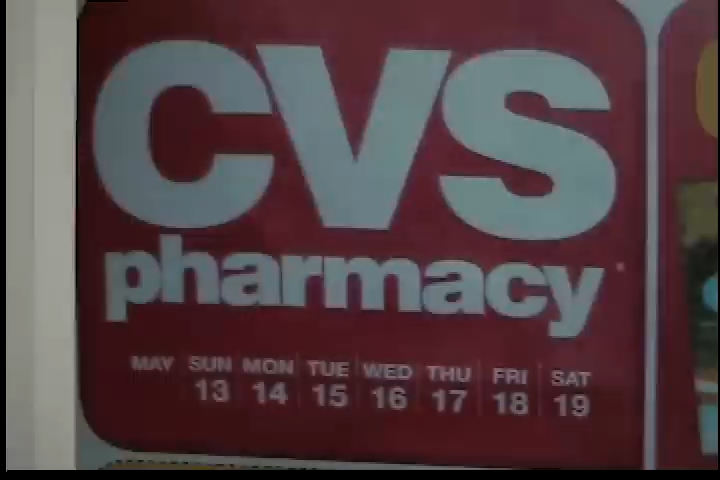 CVS
pharmacy
MAY SUN MON TUE WED THU FRI SAT
13 14 15 16 17 18 19